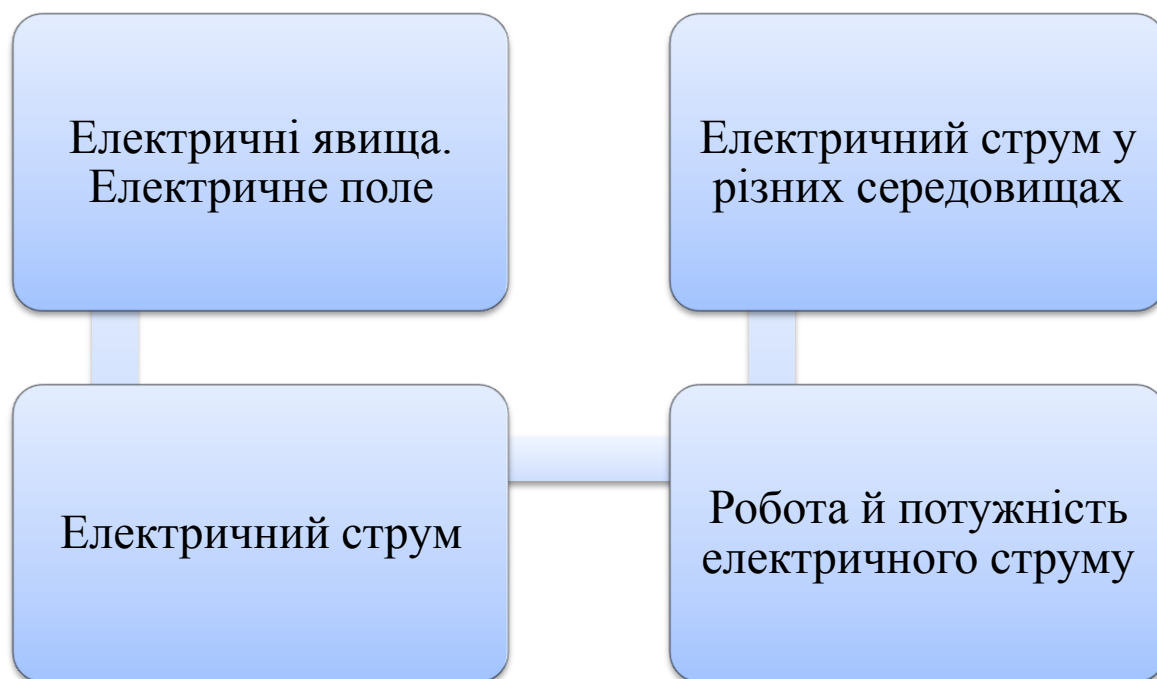 Електричні явища.
Електричне поле
Електричний струм
Робота й потужність
електричного струму
Електричний струм у
різних середовищах